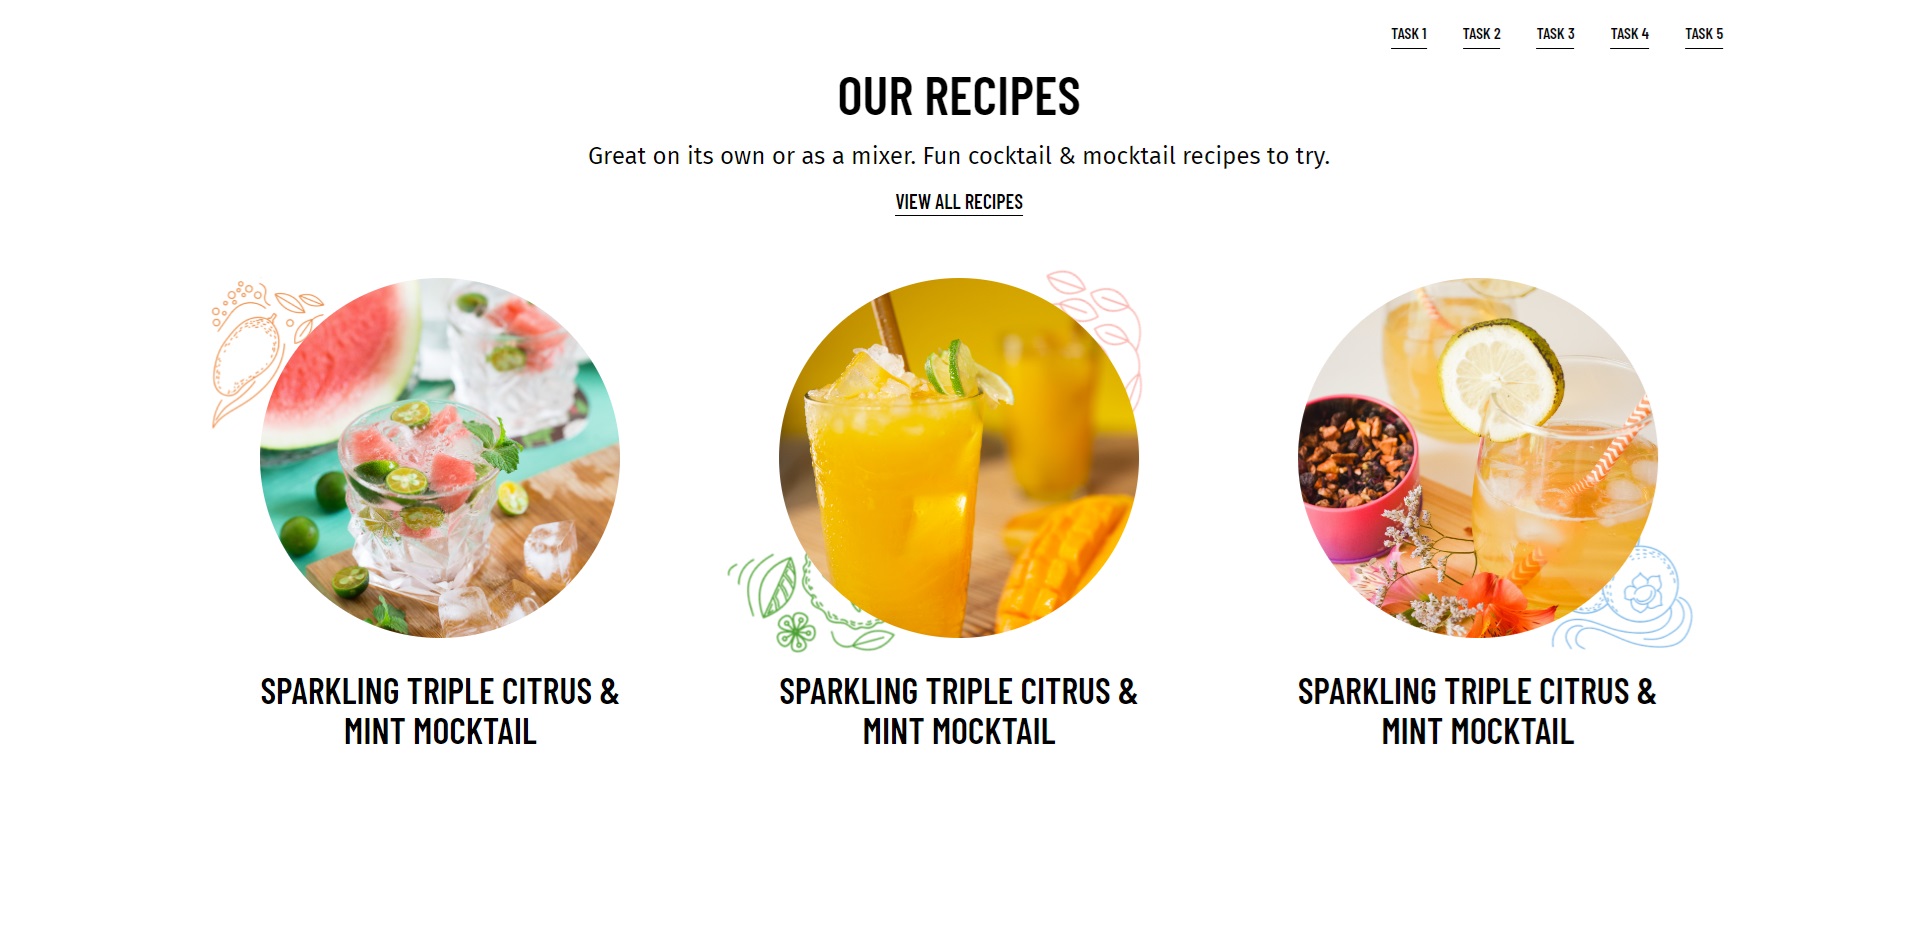 TASK 1 TASK 2 TASK 3 TASK 4 TASK 5
OUR RECIPES
Great on its own or as a mixer. Fun cocktail & mocktail recipes to try.
VIEW ALL RECIPES
SPARKLING TRIPLE CITRUS &
MINT MOCKTAIL
SPARKLING TRIPLE CITRUS &
MINT MOCKTAIL
SPARKLING TRIPLE CITRUS &
MINT MOCKTAIL